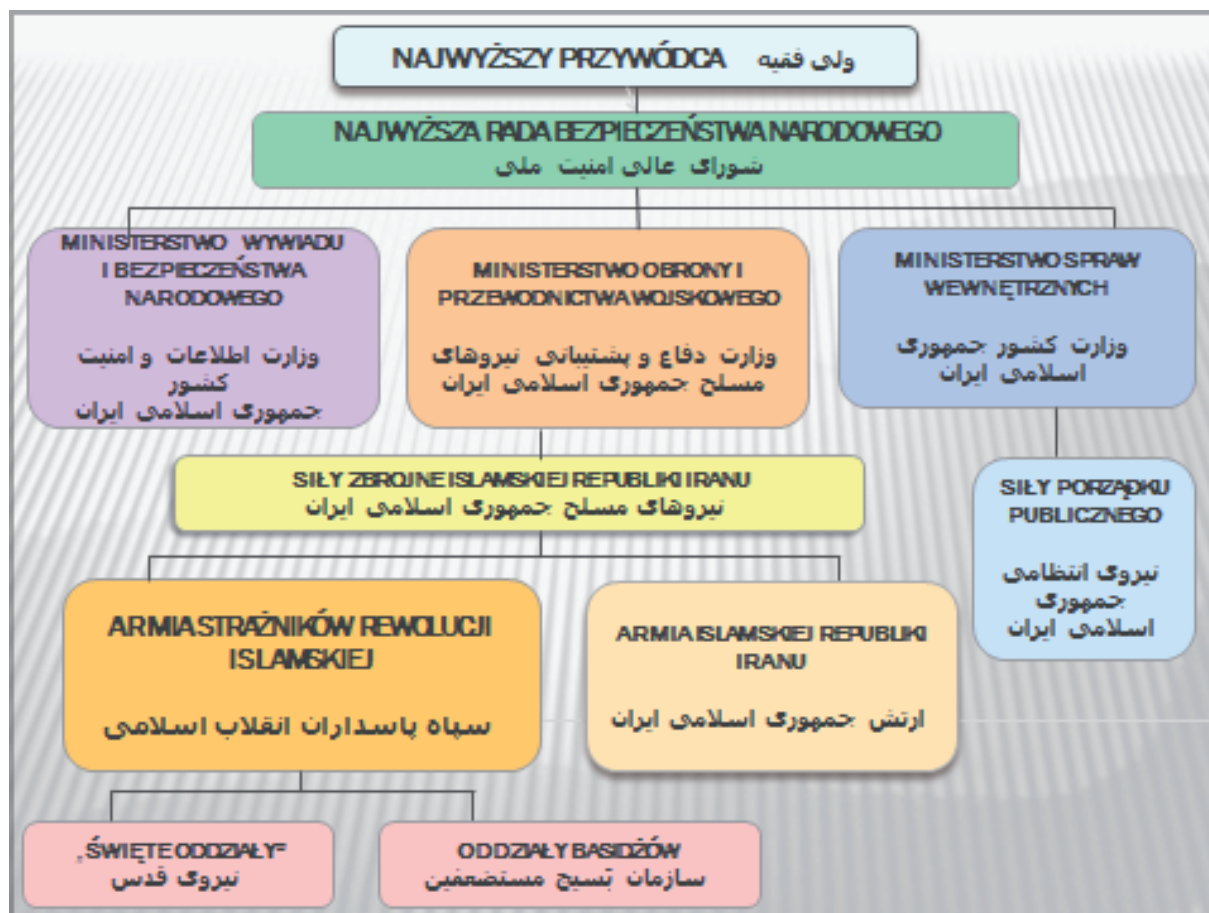 NAJWYŻSZY PRZYWÓDCA ولی فقیه
NAJWYŻSZA RADA BEZPIECZEŃSTWA NARODOWEGO
شورای عالی امنیت ملی
MINISTERSTWO WYWIADU
I BEZPIECZEŃSTWA
NARODOWEGO
وزارت اطلاعات و امنیت
کشور
جمهوری اسلامی ایران
MINISTERSTWO OBRONY I
PRZEWODNICTWA WOJSKOWEGO
وزارت دفاع و پشتیبانی نیروهای
مسلح جمهوری اسلامی ایران
MINISTERSTWO SPRAW
WEWNĘTRZNYCH
وزارت کشور جمهوری
اسلامی ایران
SIŁY ZBROJNE ISLAMSKIEJ REPUBLIKI IRANU
نیروهای مسلح جمهوری اسلامی ایران
SIŁY PORZĄDKU
PUBLICZNEGO
نیروی انتظامی
جمهوری
اسلامی ایران
ARMIA STRAŻNIKÓW REWOLUCJI
ISLAMSKIEJ
سپاه پاسداران انقلاب اسلامی
ARMIA ISLAMSKIEJ REPUBLIKI
IRANU
ارتش جمهوری اسلامی ایران
„ŚWIĘTE ODDZIAŁY”
نیروی قدس
ODDZIAŁY BASIDŻÓW
سازمان بسیج مستضعفین